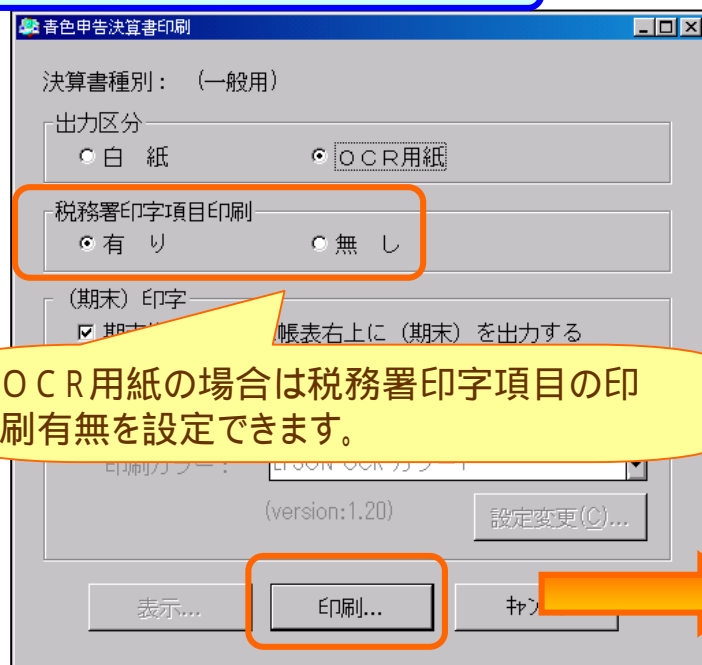 青色申告決算書印刷
決算書種別： （一般用）
出力区分
白　紙
ＯＣＲ用紙
税務署印字項目印刷
有　り
無　し
（期末）印字
帳表右上に（期末）を出力する
ＯＣＲ用紙の場合は税務署印字項目の印
刷有無を設定できます。
印刷カラー：
EPSON OCR カラー 1
(version:1.20)
設定変更(C)...
表示...
印刷...